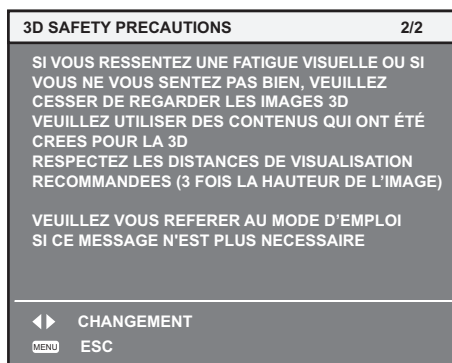 3D SAFETY PRECAUTIONS 2/2
SI VOUS RESSENTEZ UNE FATIGUE VISUELLE OU SI
VOUS NE VOUS SENTEZ PAS BIEN, VEUILLEZ
CESSER DE REGARDER LES IMAGES 3D
VEUILLEZ UTILISER DES CONTENUS QUI ONT ÉTÉ
CREES POUR LA 3D
RESPECTEZ LES DISTANCES DE VISUALISATION
RECOMMANDEES (3 FOIS LA HAUTEUR DE L’IMAGE)
VEUILLEZ VOUS REFERER AU MODE D’EMPLOI
SI CE MESSAGE N'EST PLUS NECESSAIRE
CHANGEMENT
MENU ESC